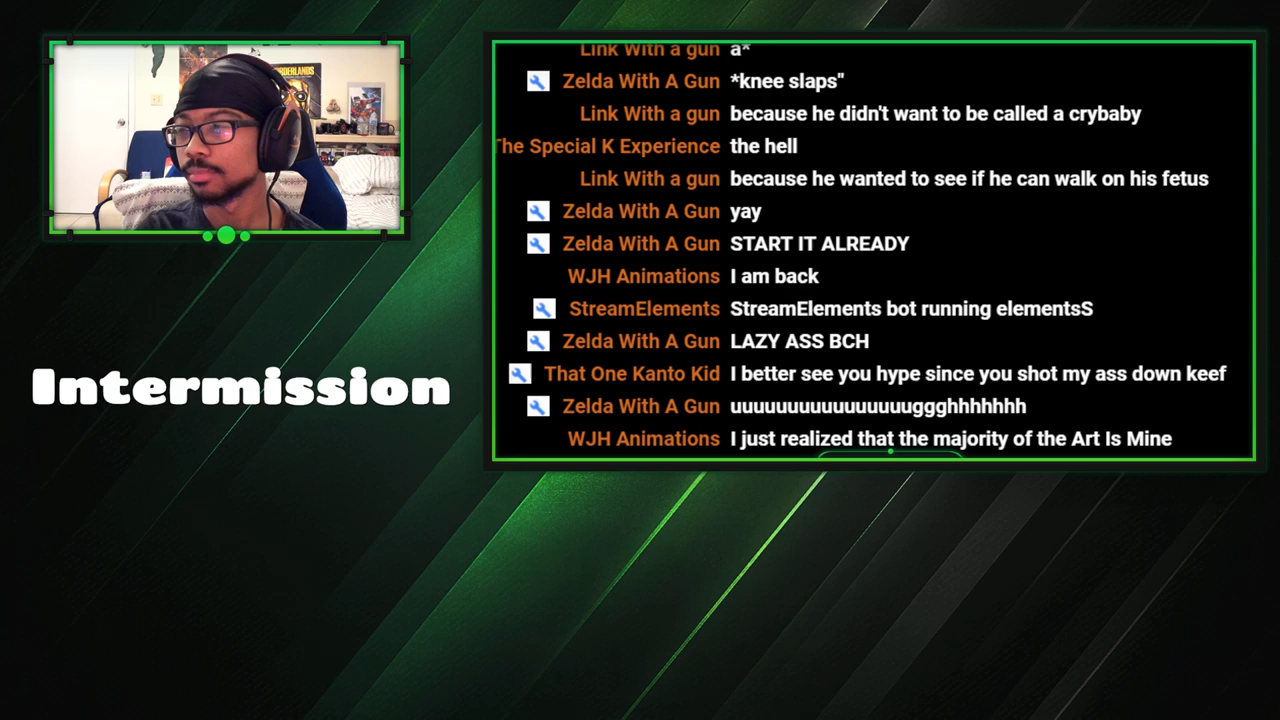 BORDERLANDS
Link With a gun a*
Zelda With A Gun *knee slaps"
Link With a gun because he didn't want to be called a crybaby
The Special K Experience the hell
Link With a gun because he wanted to see if he can walk on his fetus
Zelda With A Gun yay
Zelda With A Gun START IT ALREADY
WJH Animations I am back
StreamElements StreamElements bot running elementsS
Zelda With A Gun LAZY ASS BCH
That One Kanto Kid I better see you hype since you shot my ass down keef
Zelda With A Gun uuuuuuuuuuuuuuuuggghhhhhhh
WJH Animations I just realized that the majority of the Art Is Mine
Intermission